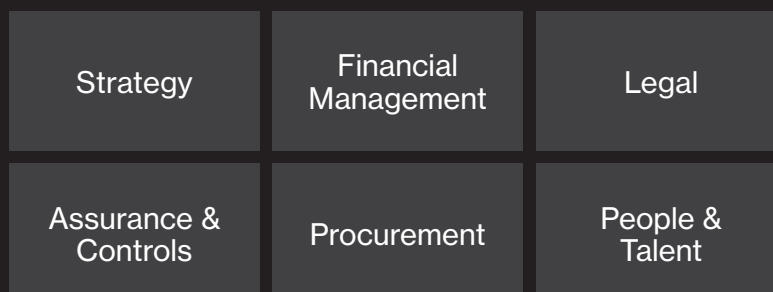 Strategy
Financial
Management
Legal
Assurance &
Controls
Procurement
People &
Talent